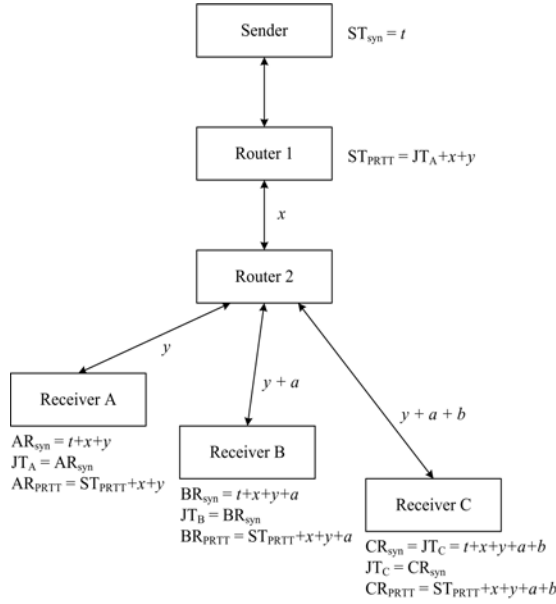 Sender
ST_syn = t
Router 1
ST_PRTT = JT_A+x+y
x
Router 2
y
y + a
y + a + b
Receiver A
AR_syn = t+x+y
JT_A = AR_syn
AR_PRTT = ST_PRTT+x+y
Receiver B
BR_syn = t+x+y+a
JT_B = BR_syn
BR_PRTT = ST_PRTT+x+y+a
Receiver C
CR_syn = JT_C = t+x+y+a+b
JT_C = CR_syn
CR_PRTT = ST_PRTT+x+y+a+b